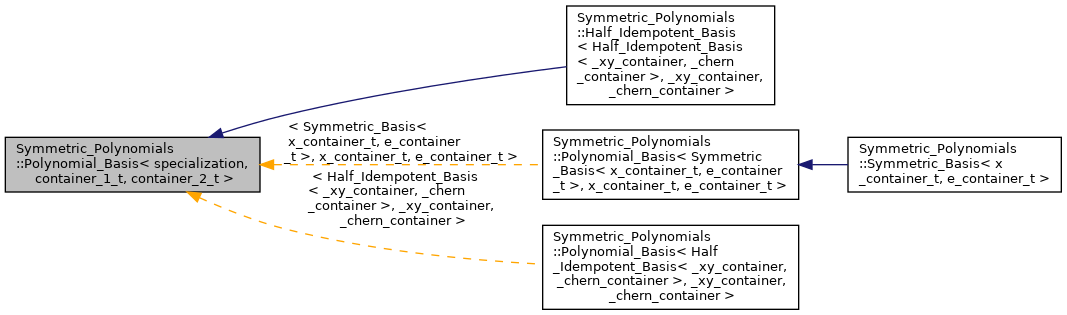 Symmetric_Polynomials
::Polynomial_Basis< specialization,
container_1_t, container_2_t >
Symmetric_Polynomials
::Half_Idempotent_Basis
< Half_Idempotent_Basis
< _xy_container, _chern
_container >, _xy_container,
_chern_container >
< Symmetric_Basis<
x_container_t, e_container
_t >, x_container_t, e_container_t >
< Half_Idempotent_Basis
< _xy_container, _chern
_container >, _xy_container,
_chern_container >
Symmetric_Polynomials
::Polynomial_Basis< Symmetric
_Basis< x_container_t, e_container
_t >, x_container_t, e_container_t >
Symmetric_Polynomials
::Symmetric_Basis< x
_container_t, e_container_t >
Symmetric_Polynomials
::Polynomial_Basis< Half
_Idempotent_Basis< _xy_container,
_chern_container >, _xy_container,
_chern_container >